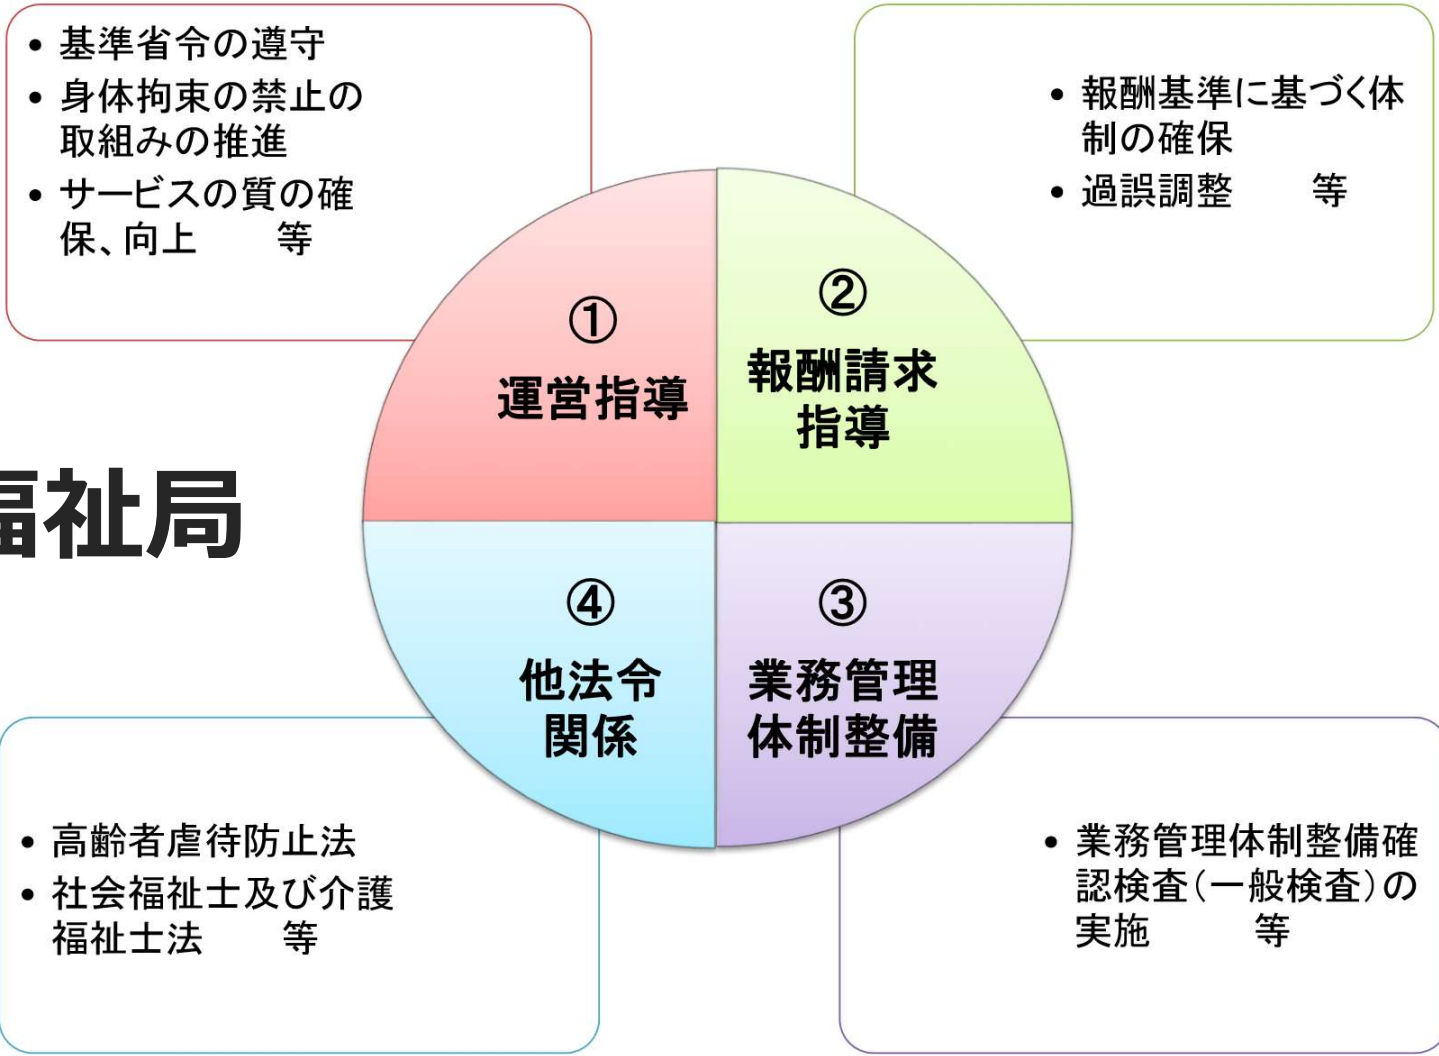 • 基準省令の遵守
• 身体拘束の禁止の
取組みの推進
• サービスの質の確
保、向上　　等
• 報酬基準に基づく体
制の確保
• 過誤調整　　等
①
運営指導
②
報酬請求
指導
福祉局
④
他法令
関係
③
業務管理
体制整備
• 高齢者虐待防止法
• 社会福祉士及び介護
福祉士法　　等
• 業務管理体制整備確
認検査（一般検査）の
実施　　等